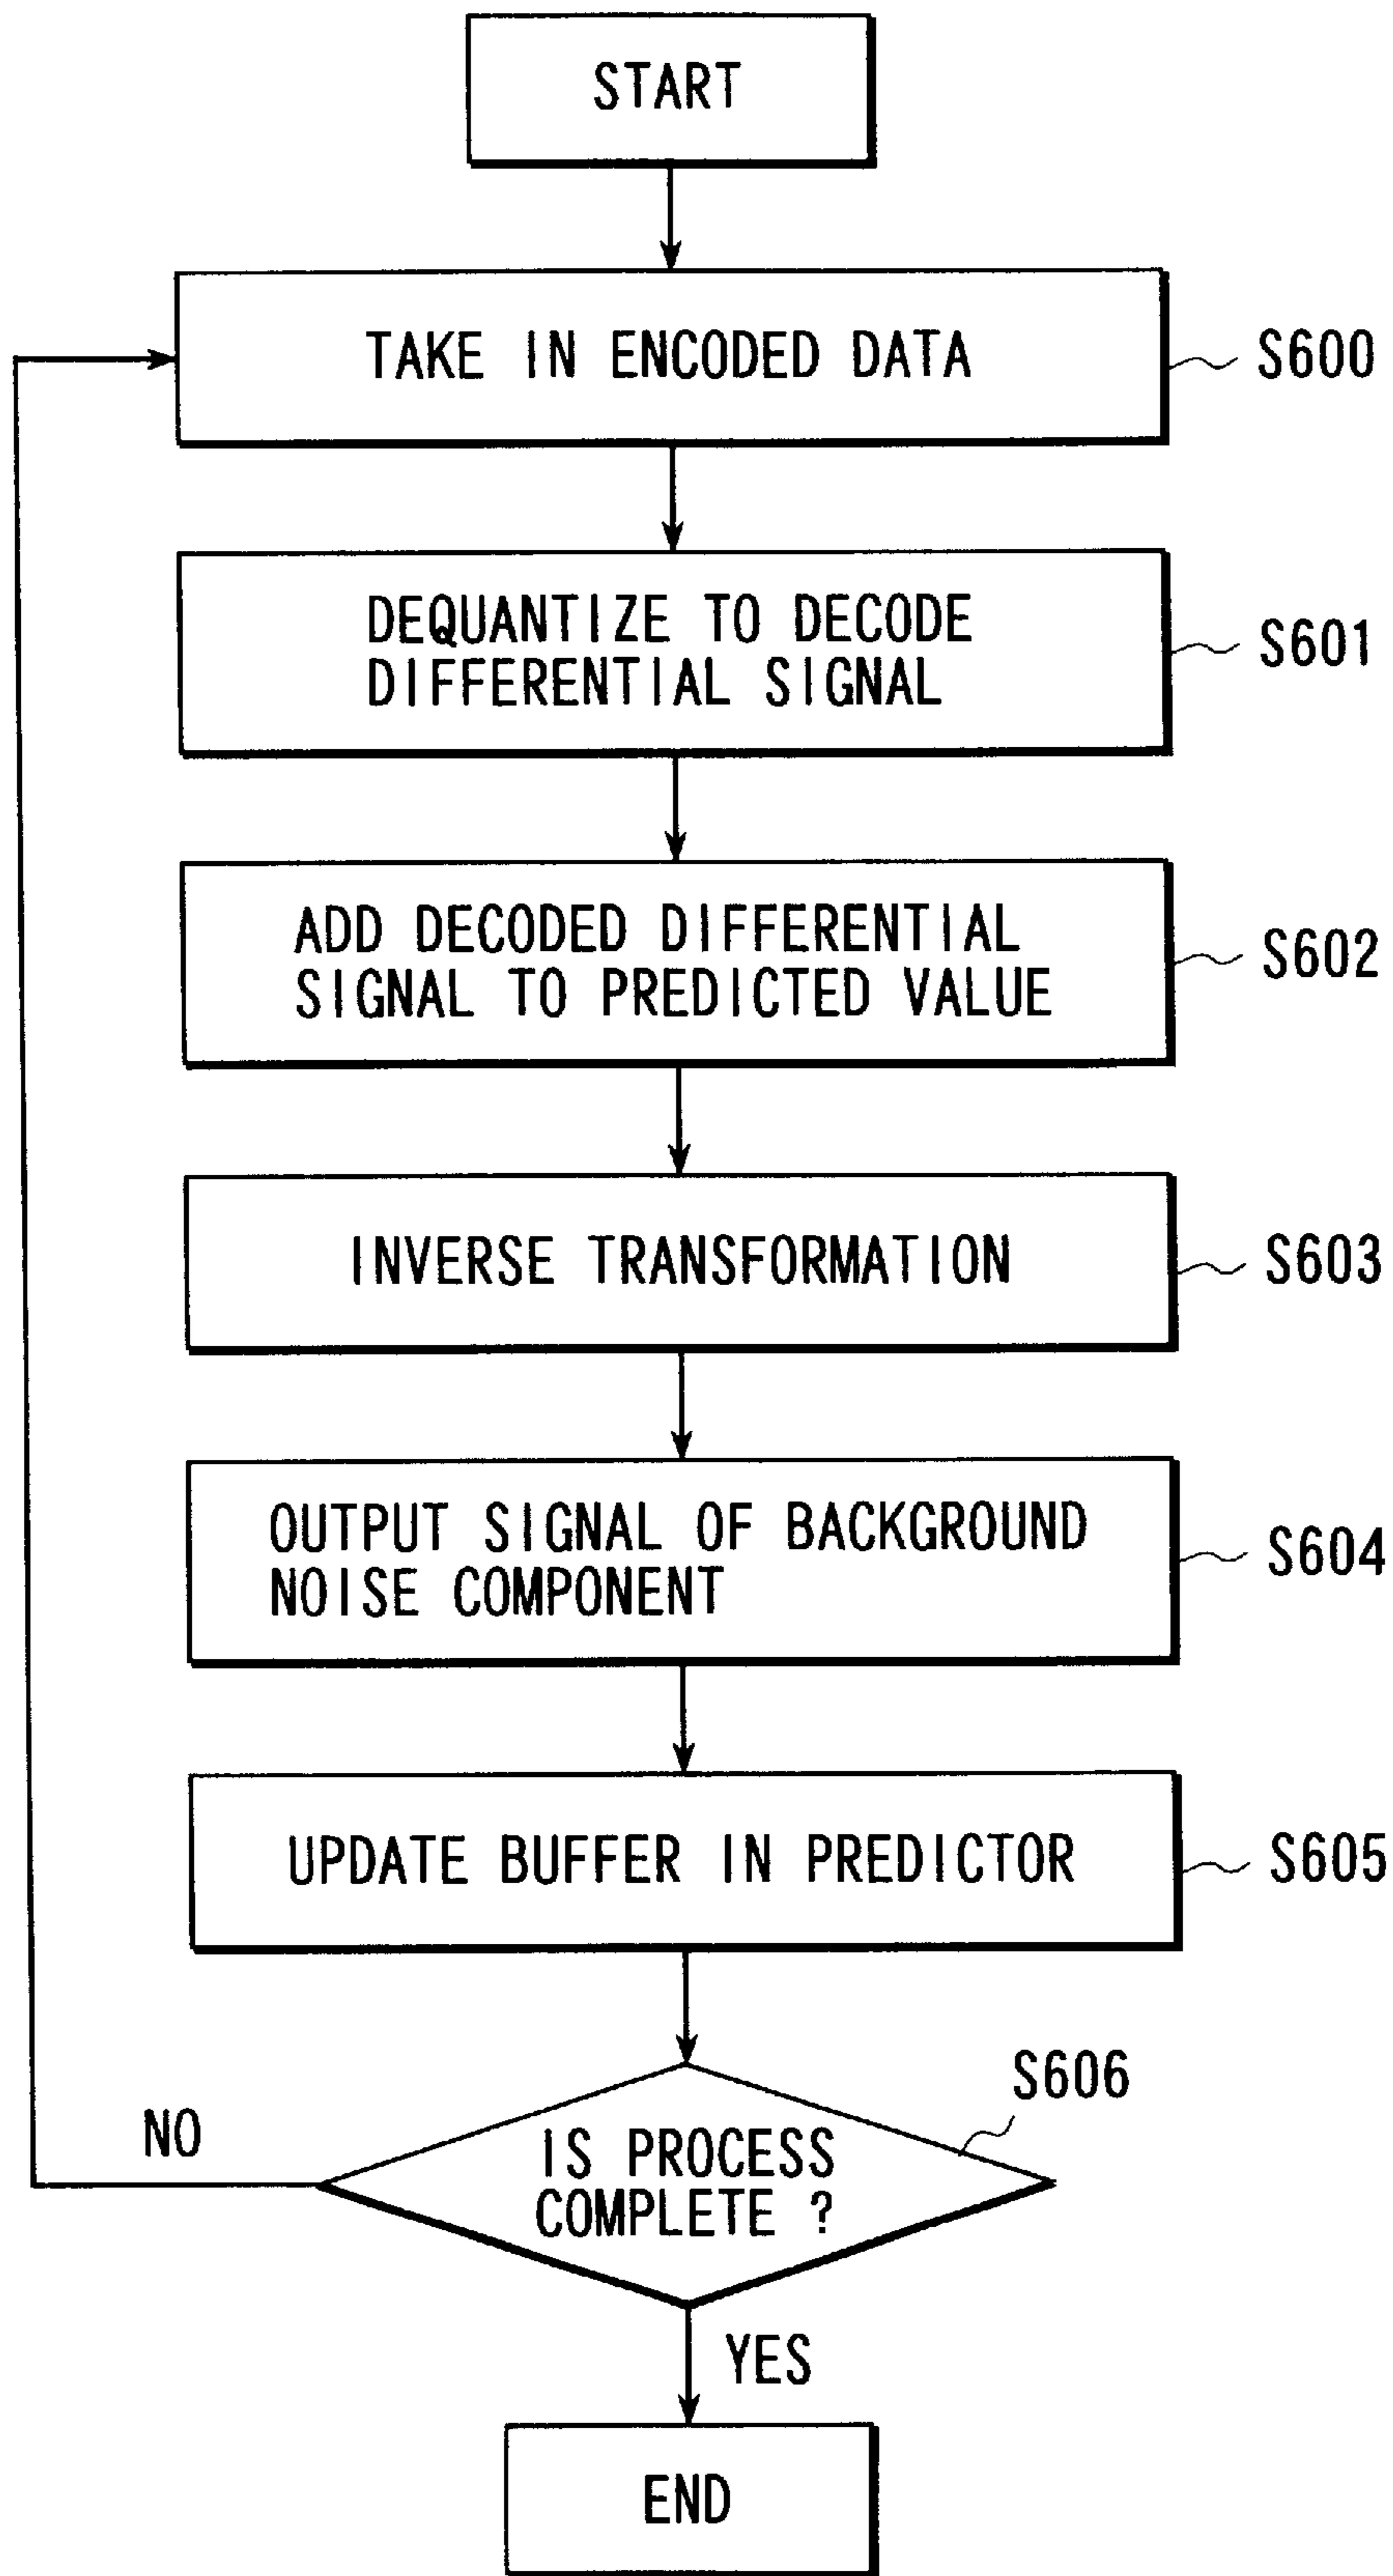 START
TAKE IN ENCODED DATA
S600
DEQUANTIZE TO DECODE
DIFFERENTIAL SIGNAL
S601
ADD DECODED DIFFERENTIAL
SIGNAL TO PREDICTED VALUE
S602
INVERSE TRANSFORMATION
S603
OUTPUT SIGNAL OF BACKGROUND
NOISE COMPONENT
S604
UPDATE BUFFER IN PREDICTOR
S605
S606
IS PROCESS
COMPLETE ?
NO
YES
END